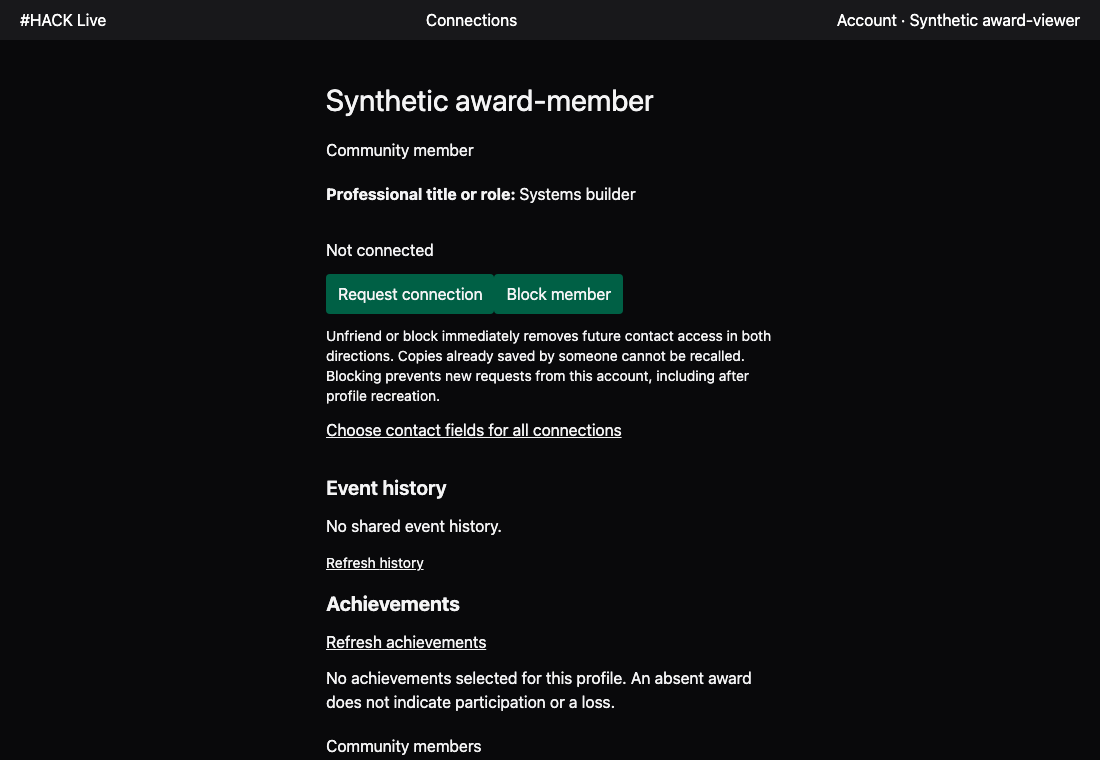 #HACK Live
Connections
Account · Synthetic award-viewer
Synthetic award-member
Community member
Professional title or role: Systems builder
Not connected
Request connection
Block member
Unfriend or block immediately removes future contact access in both
directions. Copies already saved by someone cannot be recalled.
Blocking prevents new requests from this account, including after
profile recreation.
Choose contact fields for all connections
Event history
No shared event history.
Refresh history
Achievements
Refresh achievements
No achievements selected for this profile. An absent award
does not indicate participation or a loss.
Community members